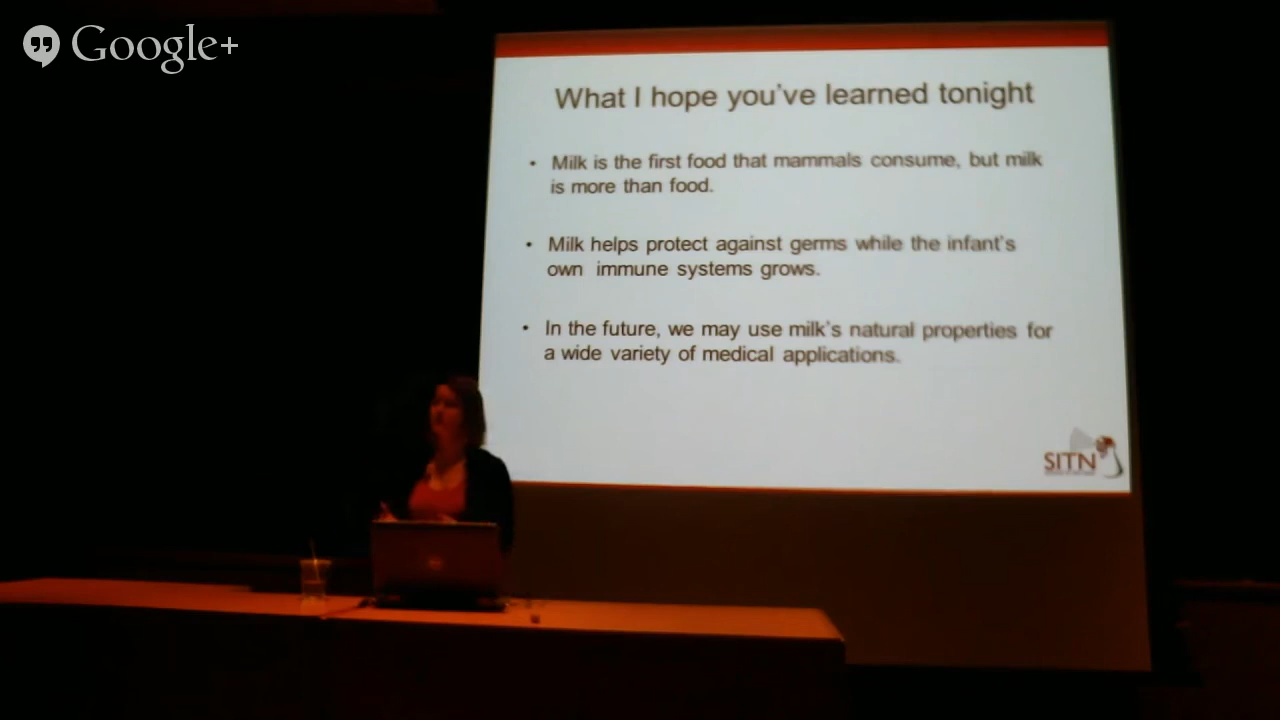 Google+
What I hope you've learned tonight
• Milk is the first food that mammals consume, but milk
is more than food.
• Milk helps protect against germs while the infant's
own immune systems grows.
• In the future, we may use milk's natural properties for
a wide variety of medical applications.
SITN